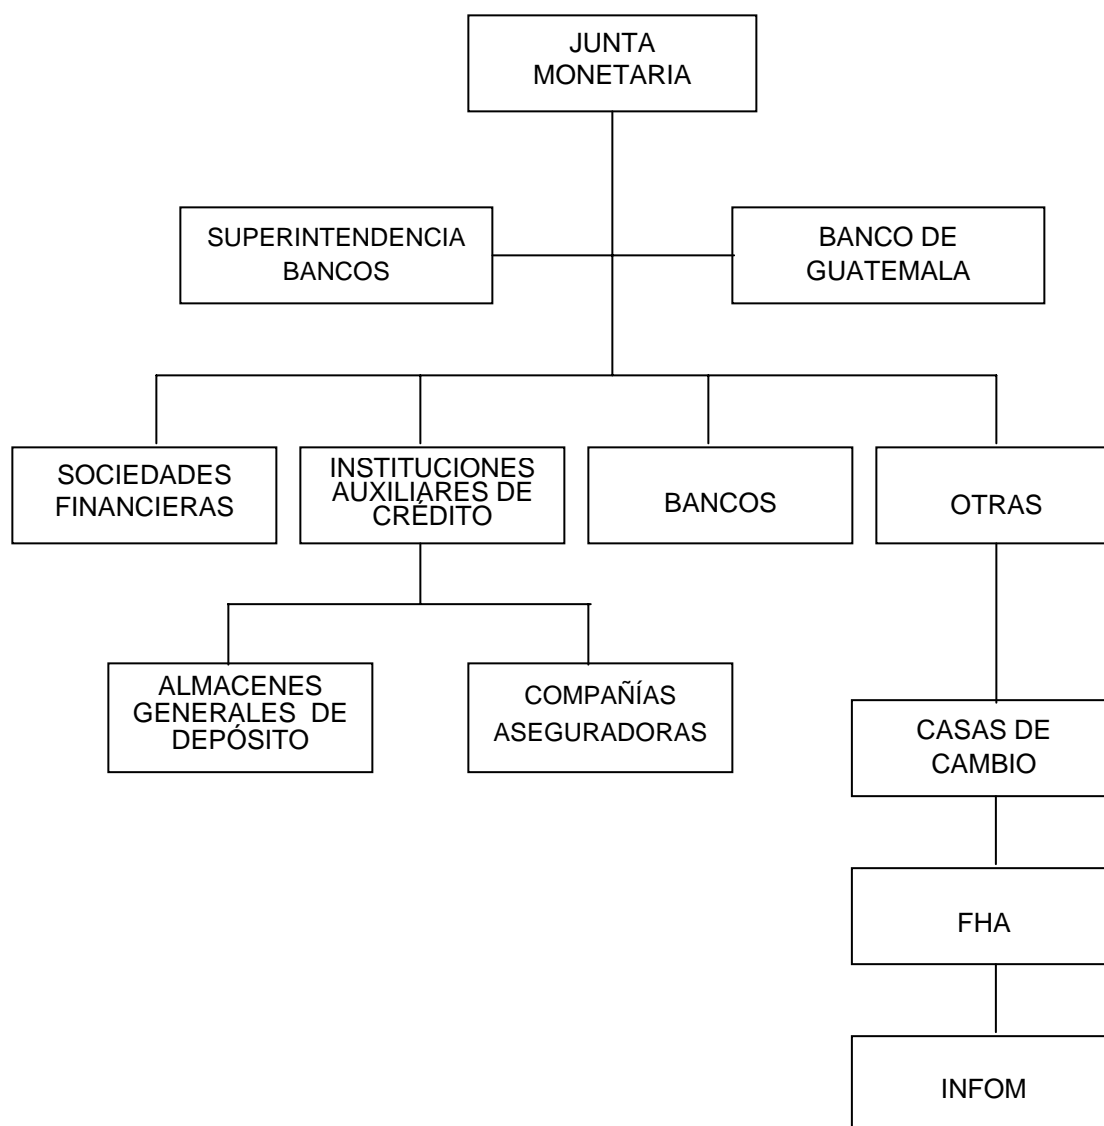 JUNTA
MONETARIA
SUPERINTENDENCIA
BANCOS
BANCO DE
GUATEMALA
SOCIEDADES
FINANCIERAS
INSTITUCIONES
AUXILIARES DE
CRÉDITO
BANCOS
OTRAS
ALMACENES
GENERALES DE
DEPÓSITO
COMPAÑÍAS
ASEGURADORAS
CASAS DE
CAMBIO
FHA
INFOM